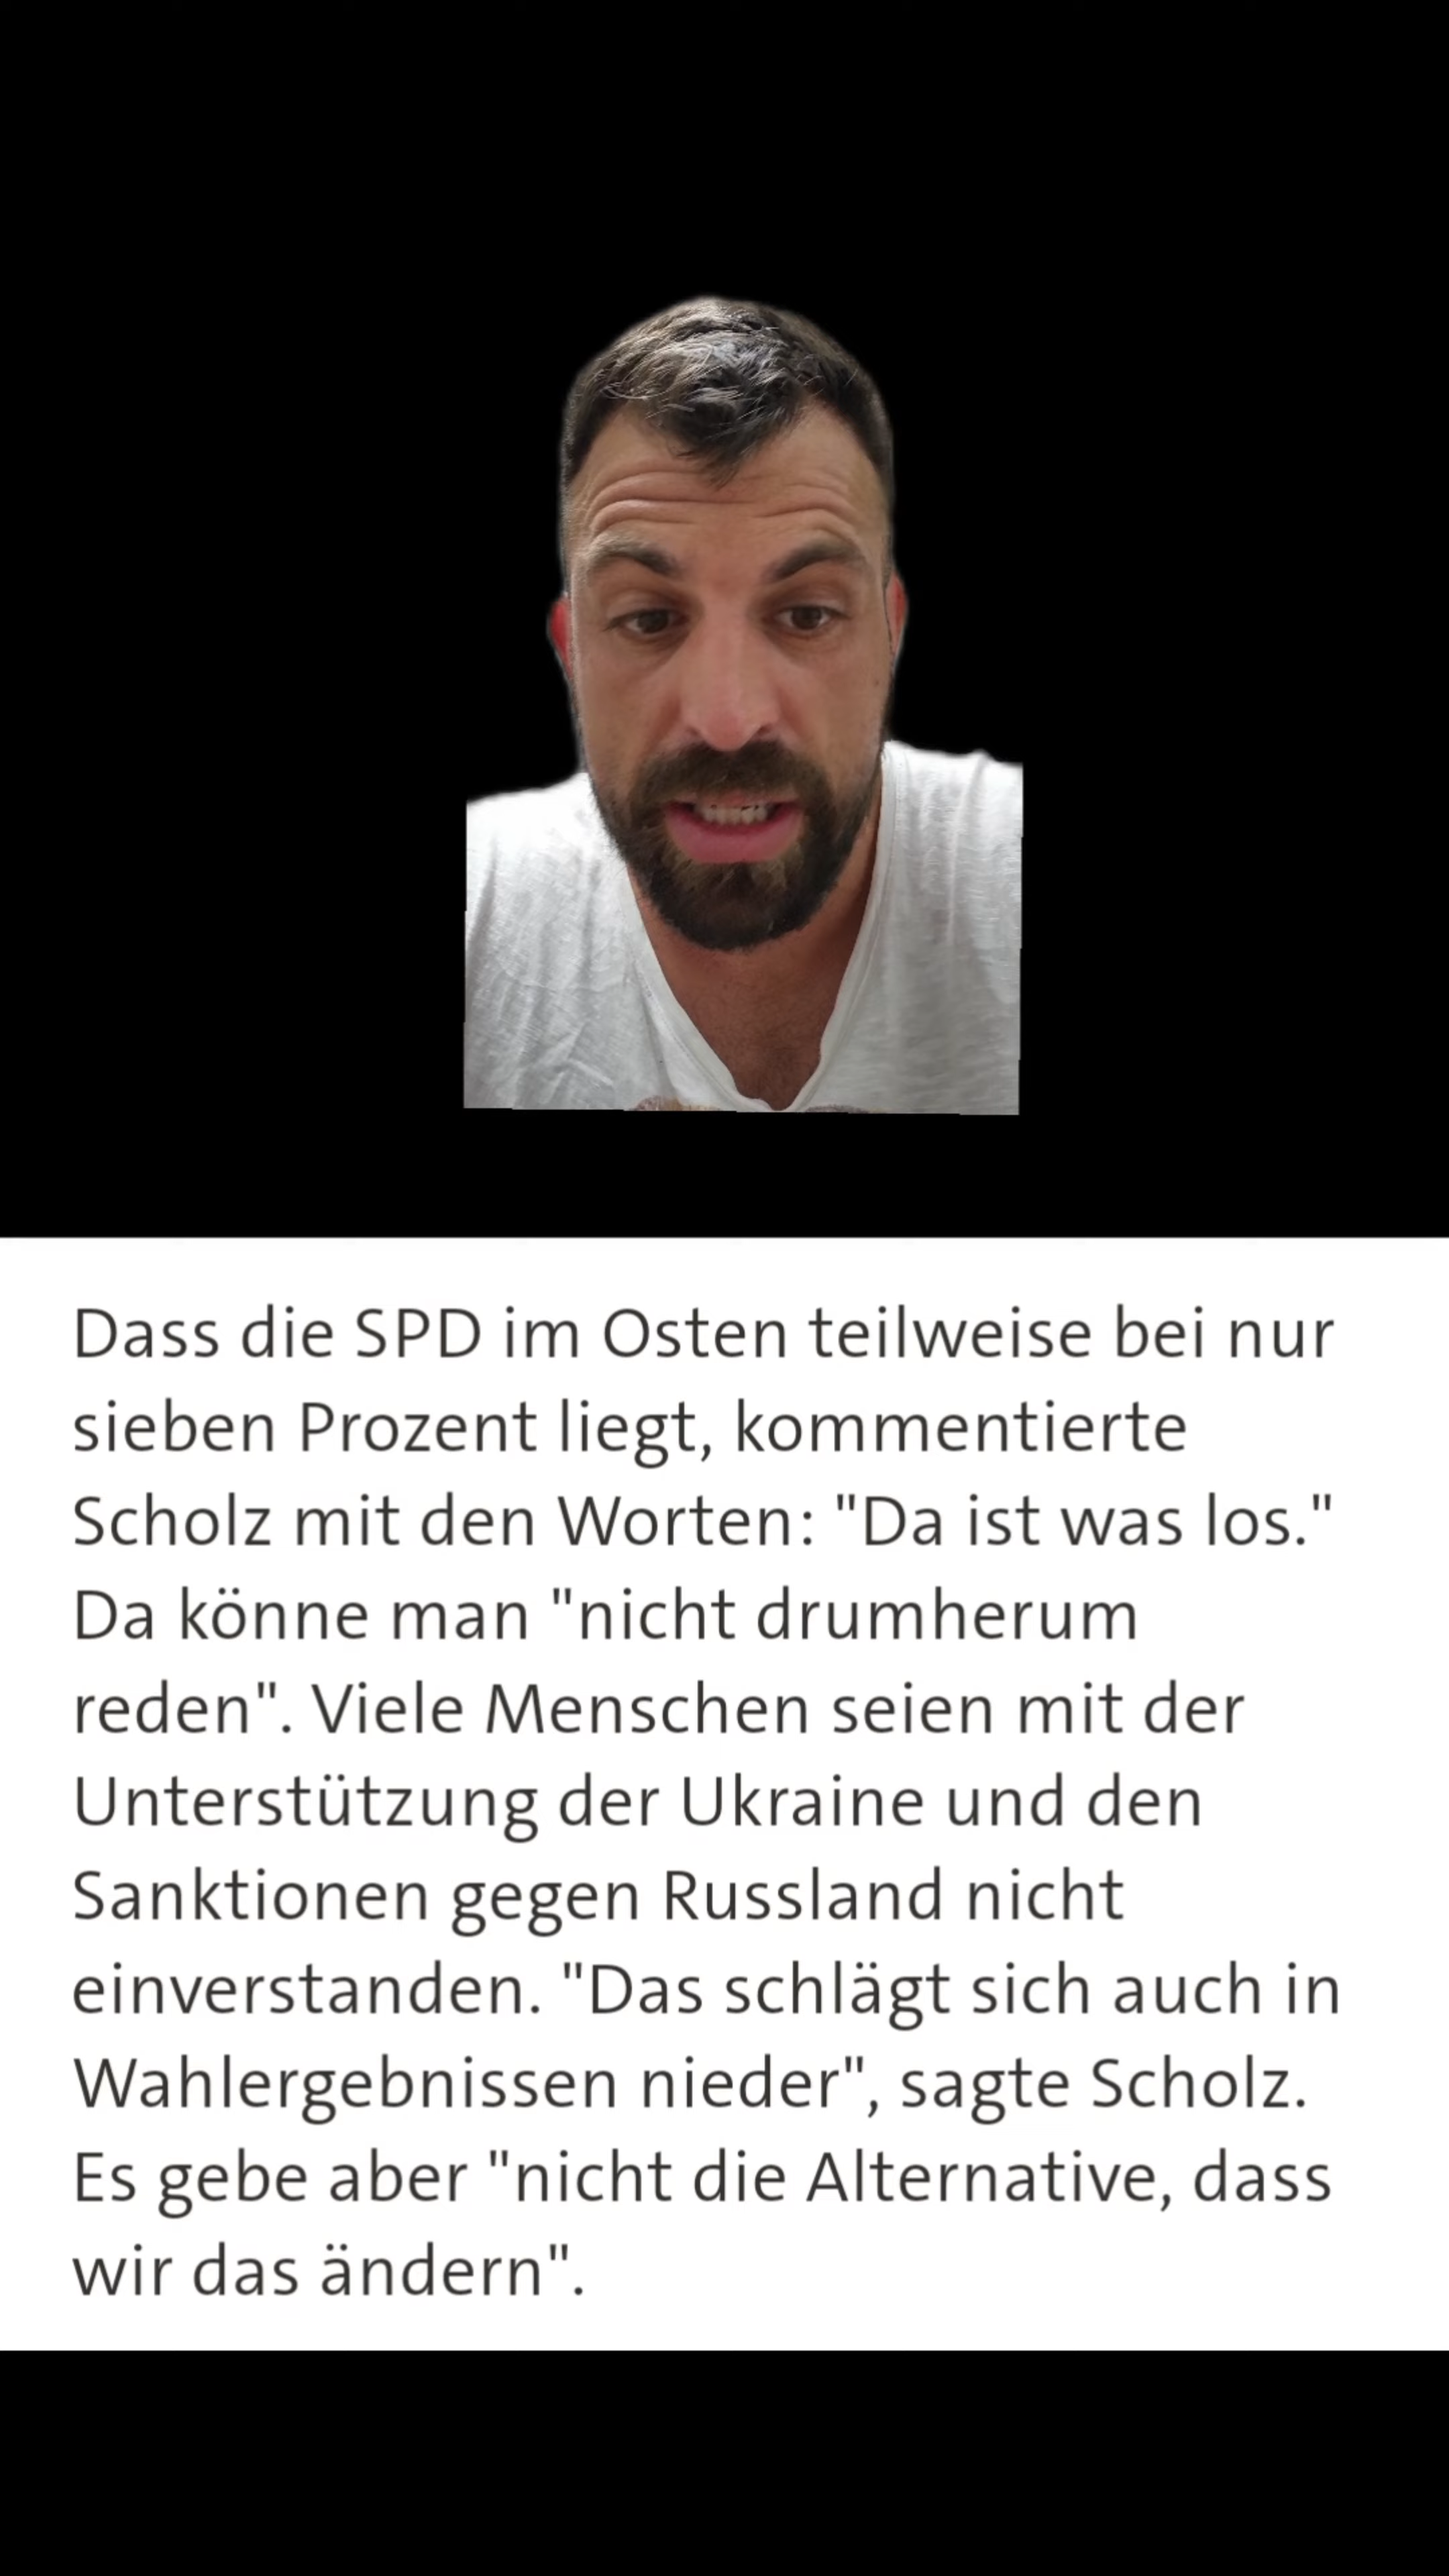 Dass die SPD im Osten teilweise bei nur
sieben Prozent liegt, kommentierte
Scholz mit den Worten: "Da ist was los."
Da könne man "nicht drumherum
reden". Viele Menschen seien mit der
Unterstützung der Ukraine und den
Sanktionen gegen Russland nicht
einverstanden. "Das schlägt sich auch in
Wahlergebnissen nieder", sagte Scholz.
Es gebe aber "nicht die Alternative, dass
wir das ändern".